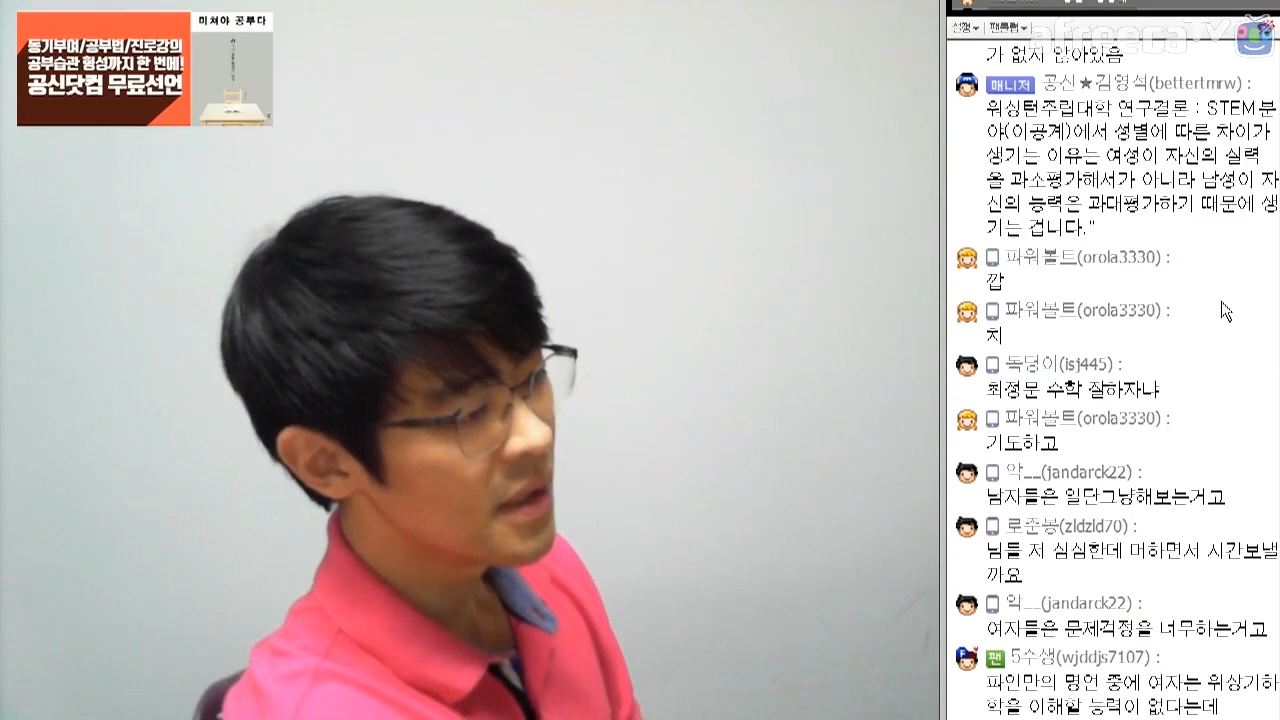 동기부여/공부법/진로강의
공부습관 형성까지 한 번에!
공신닷컴 무료선언
미쳐야 공루다
afreecaTV
설정 팬클럽
가 없지 않아있음
매니저 공신★김영석(bettertmrw) :
워싱턴주립대학 연구결론 : STEM분
야(이공계)에서 성별에 따른 차이가
생기는 이유는 여성이 자신의 실력
을 과소평가해서가 아니라 남성이 자
신의 능력은 과대평가하기 때문에 생
기는 겁니다."
파워볼트(orola3330) :
깝
파워볼트(orola3330) :
치
독덩이(isj445) :
최정문 수학 잘하자냐
파워볼트(orola3330) :
기도하고
악__(jandarck22) :
남자들은 일단그냥해보는거고
로준봉(zldzld70) :
님들 저 심심한데 머하면서 시간보낼
까요
악__(jandarck22) :
여자들은 문제걱정을 너무하는거고
팬 5수생(wjddjs7107) :
파인만의 명언 중에 여자는 위상기하
학을 이해할 능력이 없다는데